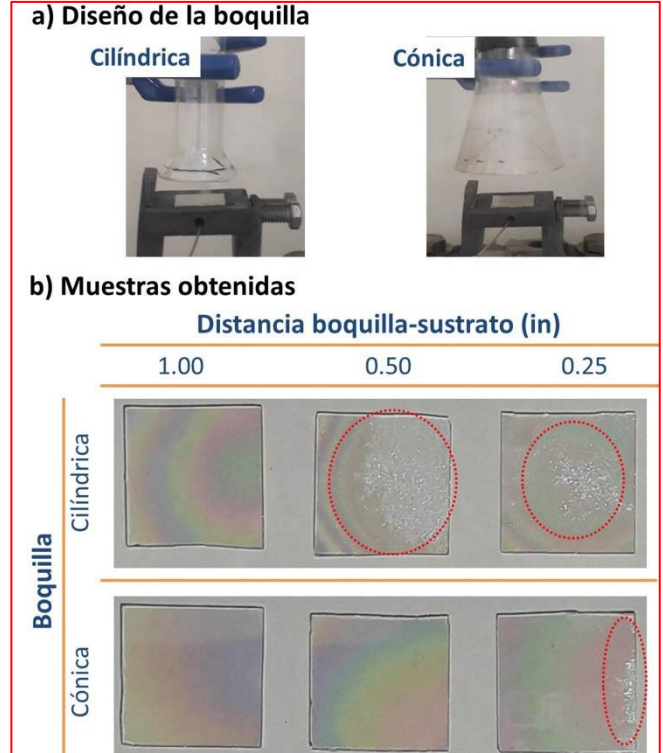 a) Diseño de la boquilla
Cilíndrica
Cónica
b) Muestras obtenidas
Distancia boquilla-sustrato (in)
1.00 0.50 0.25
Boquilla
Cilíndrica
Cónica